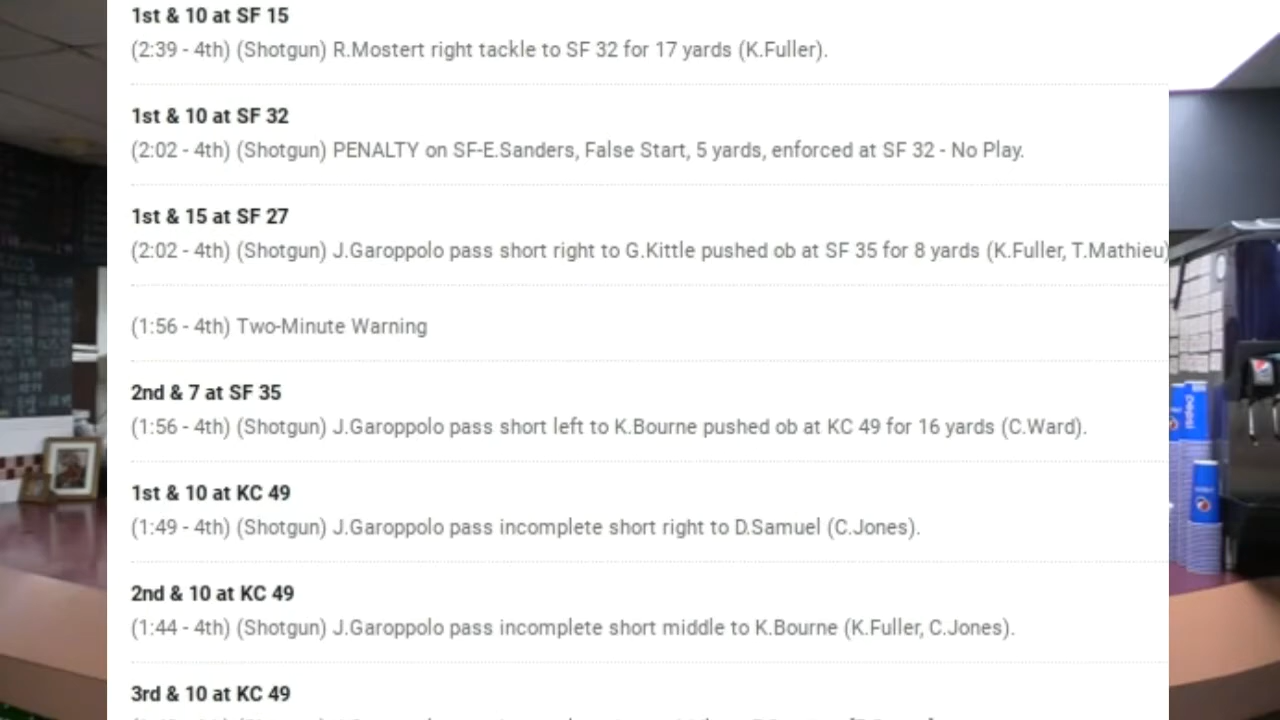 1st & 10 at SF 15
(2:39 - 4th) (Shotgun) R.Mostert right tackle to SF 32 for 17 yards (K.Fuller).
1st & 10 at SF 32
(2:02 - 4th) (Shotgun) PENALTY on SF-E.Sanders, False Start, 5 yards, enforced at SF 32 - No Play.
1st & 15 at SF 27
(2:02 - 4th) (Shotgun) J.Garoppolo pass short right to G.Kittle pushed ob at SF 35 for 8 yards (K.Fuller, T.Mathieu)
(1:56 - 4th) Two-Minute Warning
2nd & 7 at SF 35
(1:56 - 4th) (Shotgun) J.Garoppolo pass short left to K.Bourne pushed ob at KC 49 for 16 yards (C.Ward).
1st & 10 at KC 49
(1:49 - 4th) (Shotgun) J.Garoppolo pass incomplete short right to D.Samuel (C.Jones).
2nd & 10 at KC 49
(1:44 - 4th) (Shotgun) J.Garoppolo pass incomplete short middle to K.Bourne (K.Fuller, C.Jones).
3rd & 10 at KC 49
pepsi